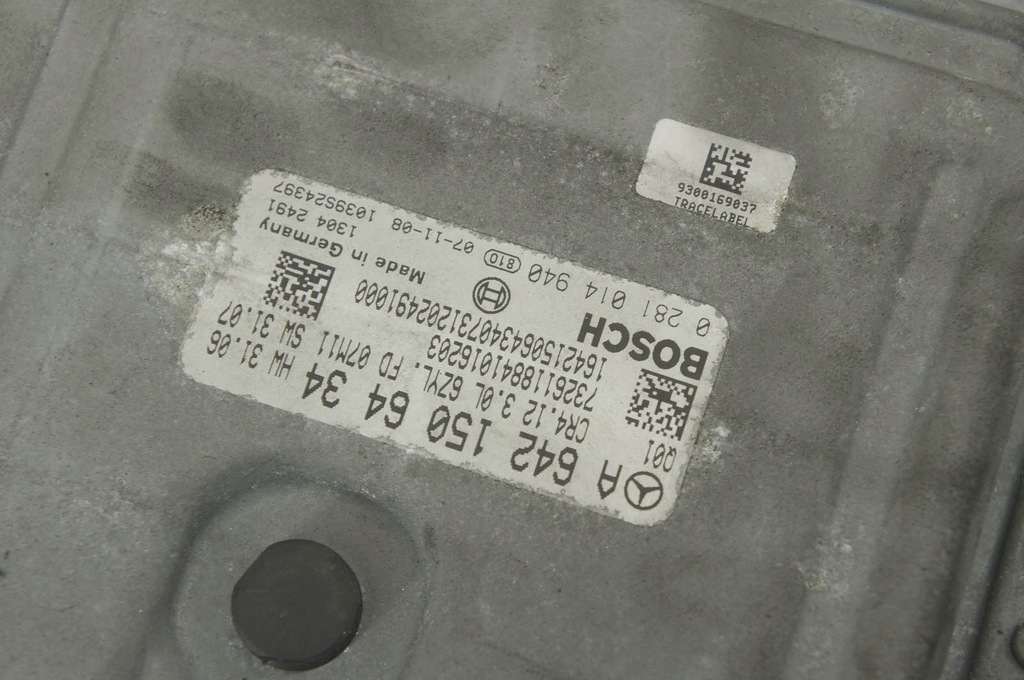 A 642 150 64 34 HW 31.06
Q01 CR4.12 3.0L 6ZYL. FD 07M11 SW 31.07
7326118841016203
164215064340731202491000
BOSCH
Made in Germany
0 281 014 940 810 1304 2491
07-11-08 1039S24397
9300169037
TRACELABEL